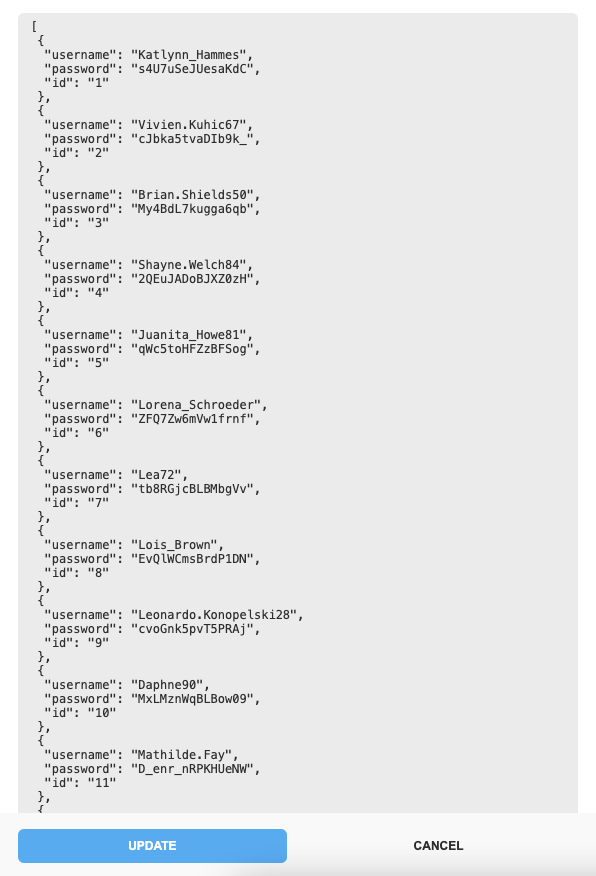 [
{
"username": "Katlynn_Hammes",
"password": "s4U7uSeJUesaKdC",
"id": "1"
},
{
"username": "Vivien.Kuhic67",
"password": "cJbka5tvaDIb9k_",
"id": "2"
},
{
"username": "Brian.Shields50",
"password": "My4BdL7kugga6qb",
"id": "3"
},
{
"username": "Shayne.Welch84",
"password": "2QEuJADoBJXZ0zH",
"id": "4"
},
{
"username": "Juanita_Howe81",
"password": "qWc5toHFZzBFSog",
"id": "5"
},
{
"username": "Lorena_Schroeder",
"password": "ZFQ7Zw6mVw1frnf",
"id": "6"
},
{
"username": "Lea72",
"password": "tb8RGjcBLBMbgVv",
"id": "7"
},
{
"username": "Lois_Brown",
"password": "EvQlWCmsBrdP1DN",
"id": "8"
},
{
"username": "Leonardo.Konopelski28",
"password": "cvoGnk5pvT5PRAj",
"id": "9"
},
{
"username": "Daphne90",
"password": "MxLMznWqBLBow09",
"id": "10"
},
{
"username": "Mathilde.Fay",
"password": "D_enr_nRPKHUeNW",
"id": "11"
},
{
UPDATE CANCEL